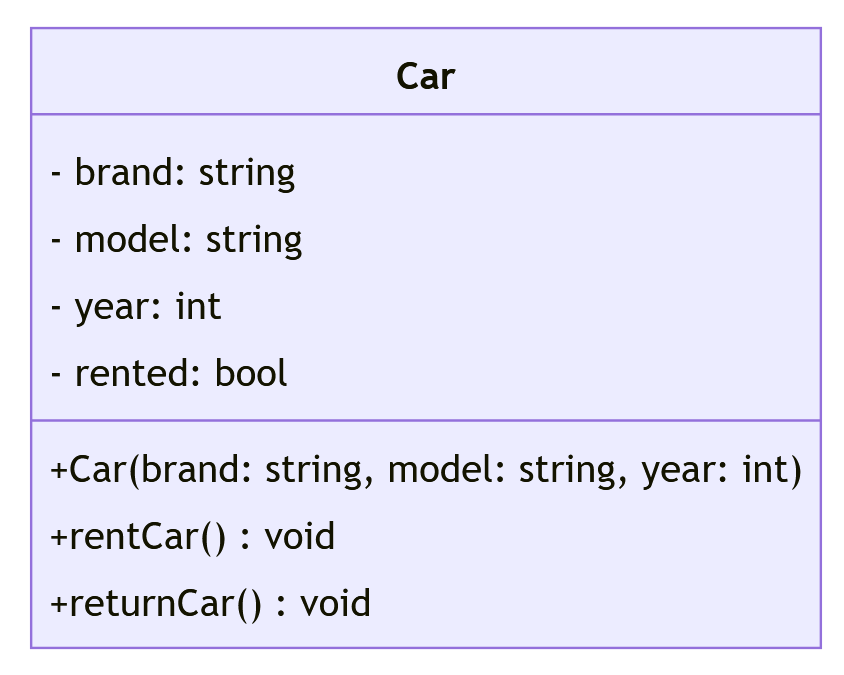 Car
- brand: string
- model: string
- year: int
- rented: bool
+Car(brand: string, model: string, year: int)
+rentCar() : void
+returnCar() : void